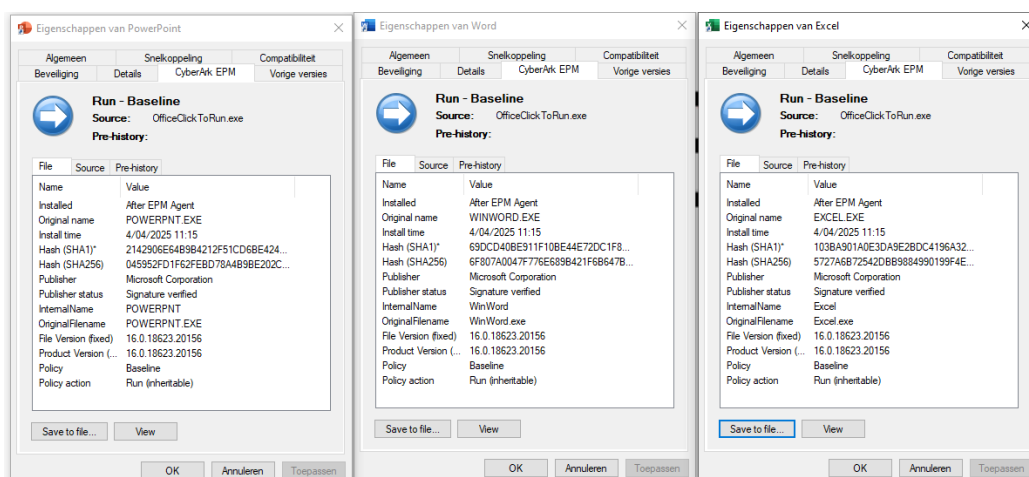 Eigenschappen van PowerPoint
Algemeen Snelkoppeling Compatibiliteit
Beveiliging Details CyberArk EPM Vorige versies
Run - Baseline
Source: OfficeClickToRun.exe
Pre-history:
File Source Pre-history
Name Value
Installed After EPM Agent
Original name POWERPNT.EXE
Install time 4/04/2025 11:15
Hash (SHA1)* 2142906E64B9B4212F51CD6BE424...
Hash (SHA256) 045952FD1F62FEBD78A4B9BE202C...
Publisher Microsoft Corporation
Publisher status Signature verified
InternalName POWERPNT
OriginalFilename POWERPNT.EXE
File Version (fixed) 16.0.18623.20156
Product Version (... 16.0.18623.20156
Policy Baseline
Policy action Run (inheritable)
Save to file... View
OK Annuleren Toepassen
Eigenschappen van Word
Algemeen Snelkoppeling Compatibiliteit
Beveiliging Details CyberArk EPM Vorige versies
Run - Baseline
Source: OfficeClickToRun.exe
Pre-history:
File Source Pre-history
Name Value
Installed After EPM Agent
Original name WINWORD.EXE
Install time 4/04/2025 11:15
Hash (SHA1)* 69DCD40BE911F10BE44E72DC1F8...
Hash (SHA256) 6F807A0047F776E689B421F6B647B...
Publisher Microsoft Corporation
Publisher status Signature verified
InternalName WinWord
OriginalFilename WinWord.exe
File Version (fixed) 16.0.18623.20156
Product Version (... 16.0.18623.20156
Policy Baseline
Policy action Run (inheritable)
Save to file... View
OK Annuleren Toepassen
Eigenschappen van Excel
Algemeen Snelkoppeling Compatibiliteit
Beveiliging Details CyberArk EPM Vorige versies
Run - Baseline
Source: OfficeClickToRun.exe
Pre-history:
File Source Pre-history
Name Value
Installed After EPM Agent
Original name EXCEL.EXE
Install time 4/04/2025 11:15
Hash (SHA1)* 103BA901A0E3DA9E2BDC4196A32...
Hash (SHA256) 5727A6B72542DBB9884990199F4E...
Publisher Microsoft Corporation
Publisher status Signature verified
InternalName Excel
OriginalFilename Excel.exe
File Version (fixed) 16.0.18623.20156
Product Version (... 16.0.18623.20156
Policy Baseline
Policy action Run (inheritable)
Save to file... View
OK Annuleren Toepassen